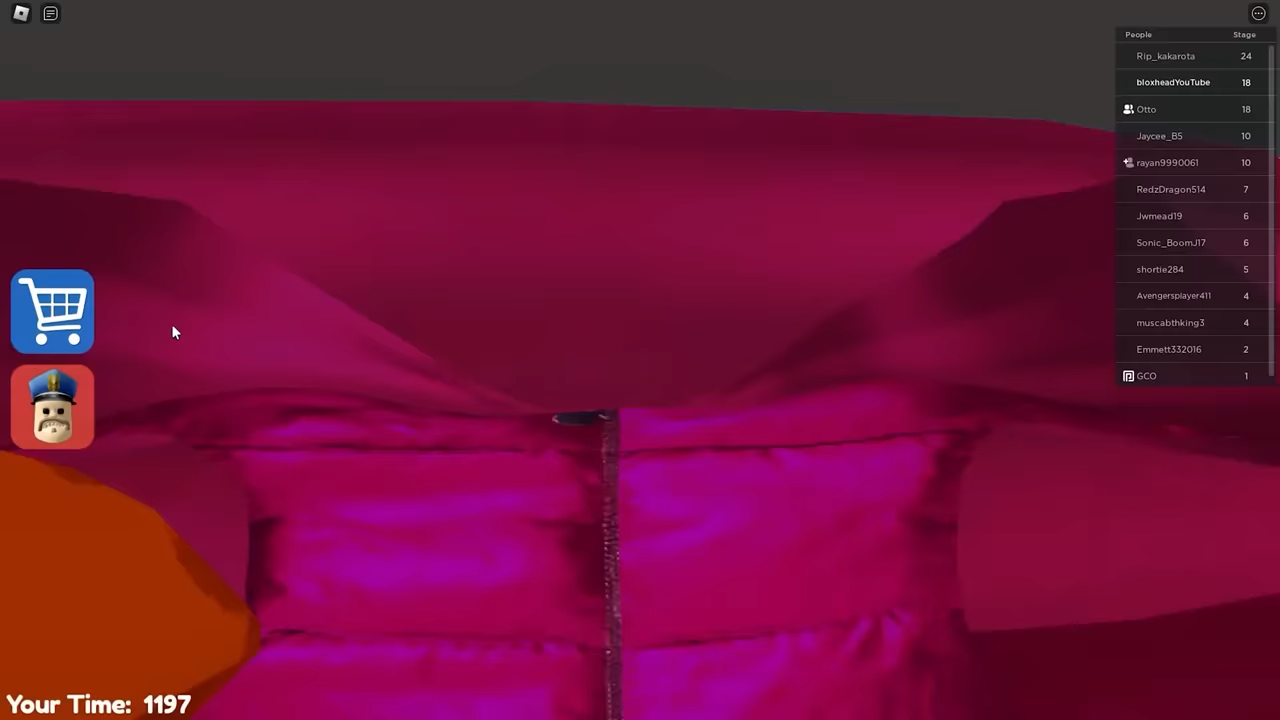 People Stage
Rip_kakarota 24
bloxheadYouTube 18
Otto 18
Jaycee_B5 10
rayan9990061 10
RedzDragon514 7
Jwmead19 6
Sonic_BoomJ17 6
shortie284 5
Avengersplayer411 4
muscabthking3 4
Emmett332016 2
GCO 1
Your Time: 1197